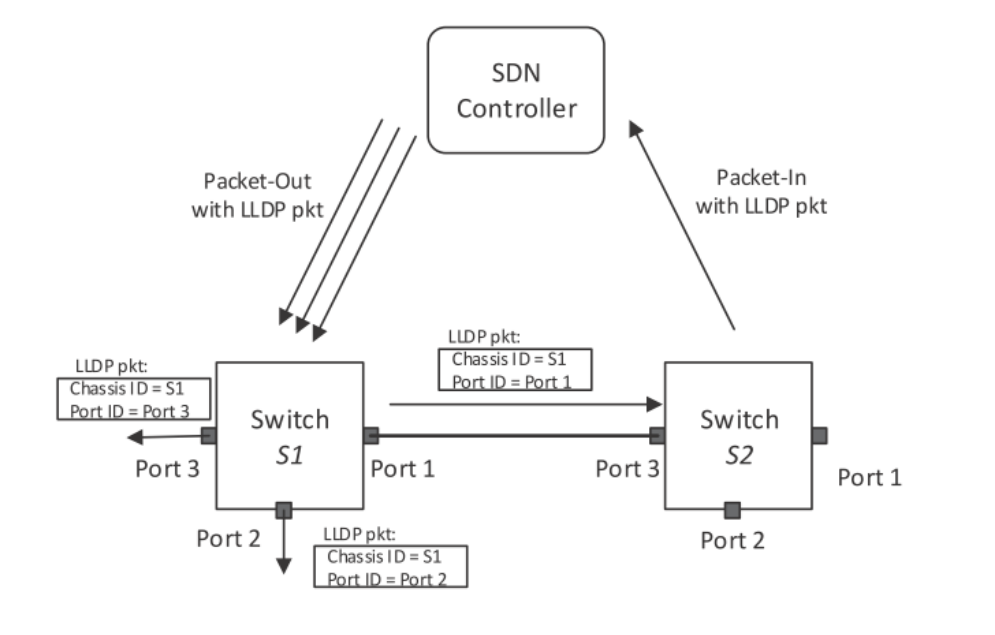 SDN
Controller
Packet-Out
with LLDP pkt
Packet-In
with LLDP pkt
LLDP pkt:
Chassis ID = S1
Port ID = Port 1
LLDP pkt:
Chassis ID = S1
Port ID = Port 3
Switch
S1
Switch
S2
Port 3
Port 1
Port 3
Port 1
Port 2
LLDP pkt:
Chassis ID = S1
Port ID = Port 2
Port 2